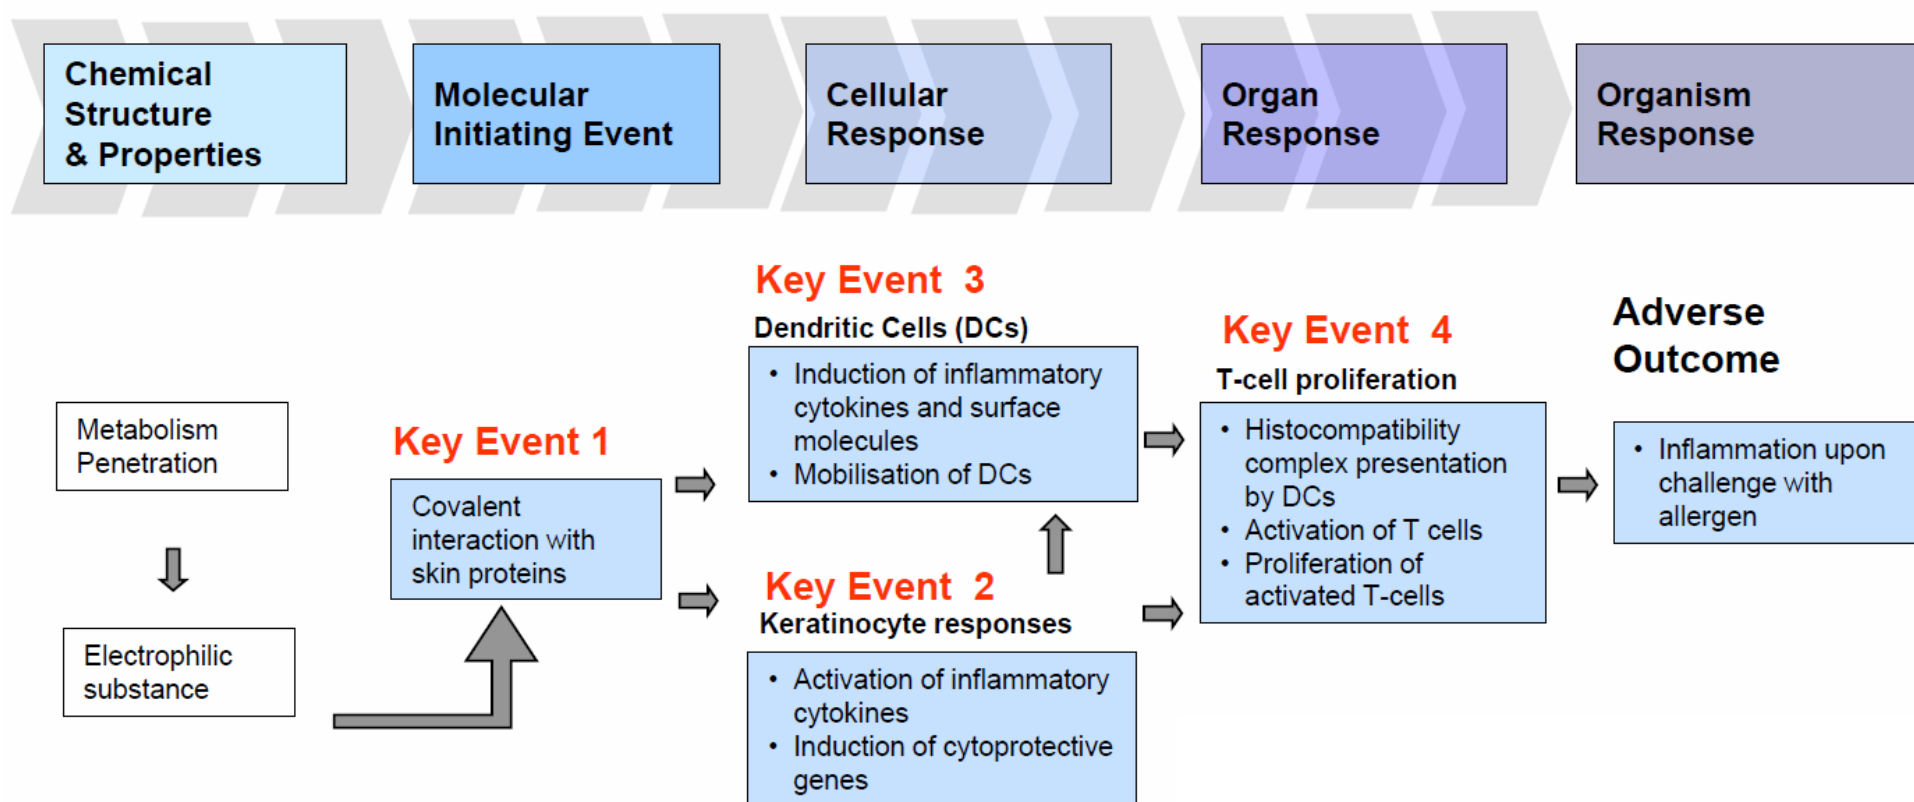 Chemical
Structure
& Properties
Molecular
Initiating Event
Cellular
Response
Organ
Response
Organism
Response
Metabolism
Penetration
Electrophilic
substance
Key Event 1
Covalent
interaction with
skin proteins
Key Event 3
Dendritic Cells (DCs)
• Induction of inflammatory
cytokines and surface
molecules
• Mobilisation of DCs
Key Event 2
Keratinocyte responses
• Activation of inflammatory
cytokines
• Induction of cytoprotective
genes
Key Event 4
T-cell proliferation
• Histocompatibility
complex presentation
by DCs
• Activation of T cells
• Proliferation of
activated T-cells
Adverse
Outcome
• Inflammation upon
challenge with
allergen